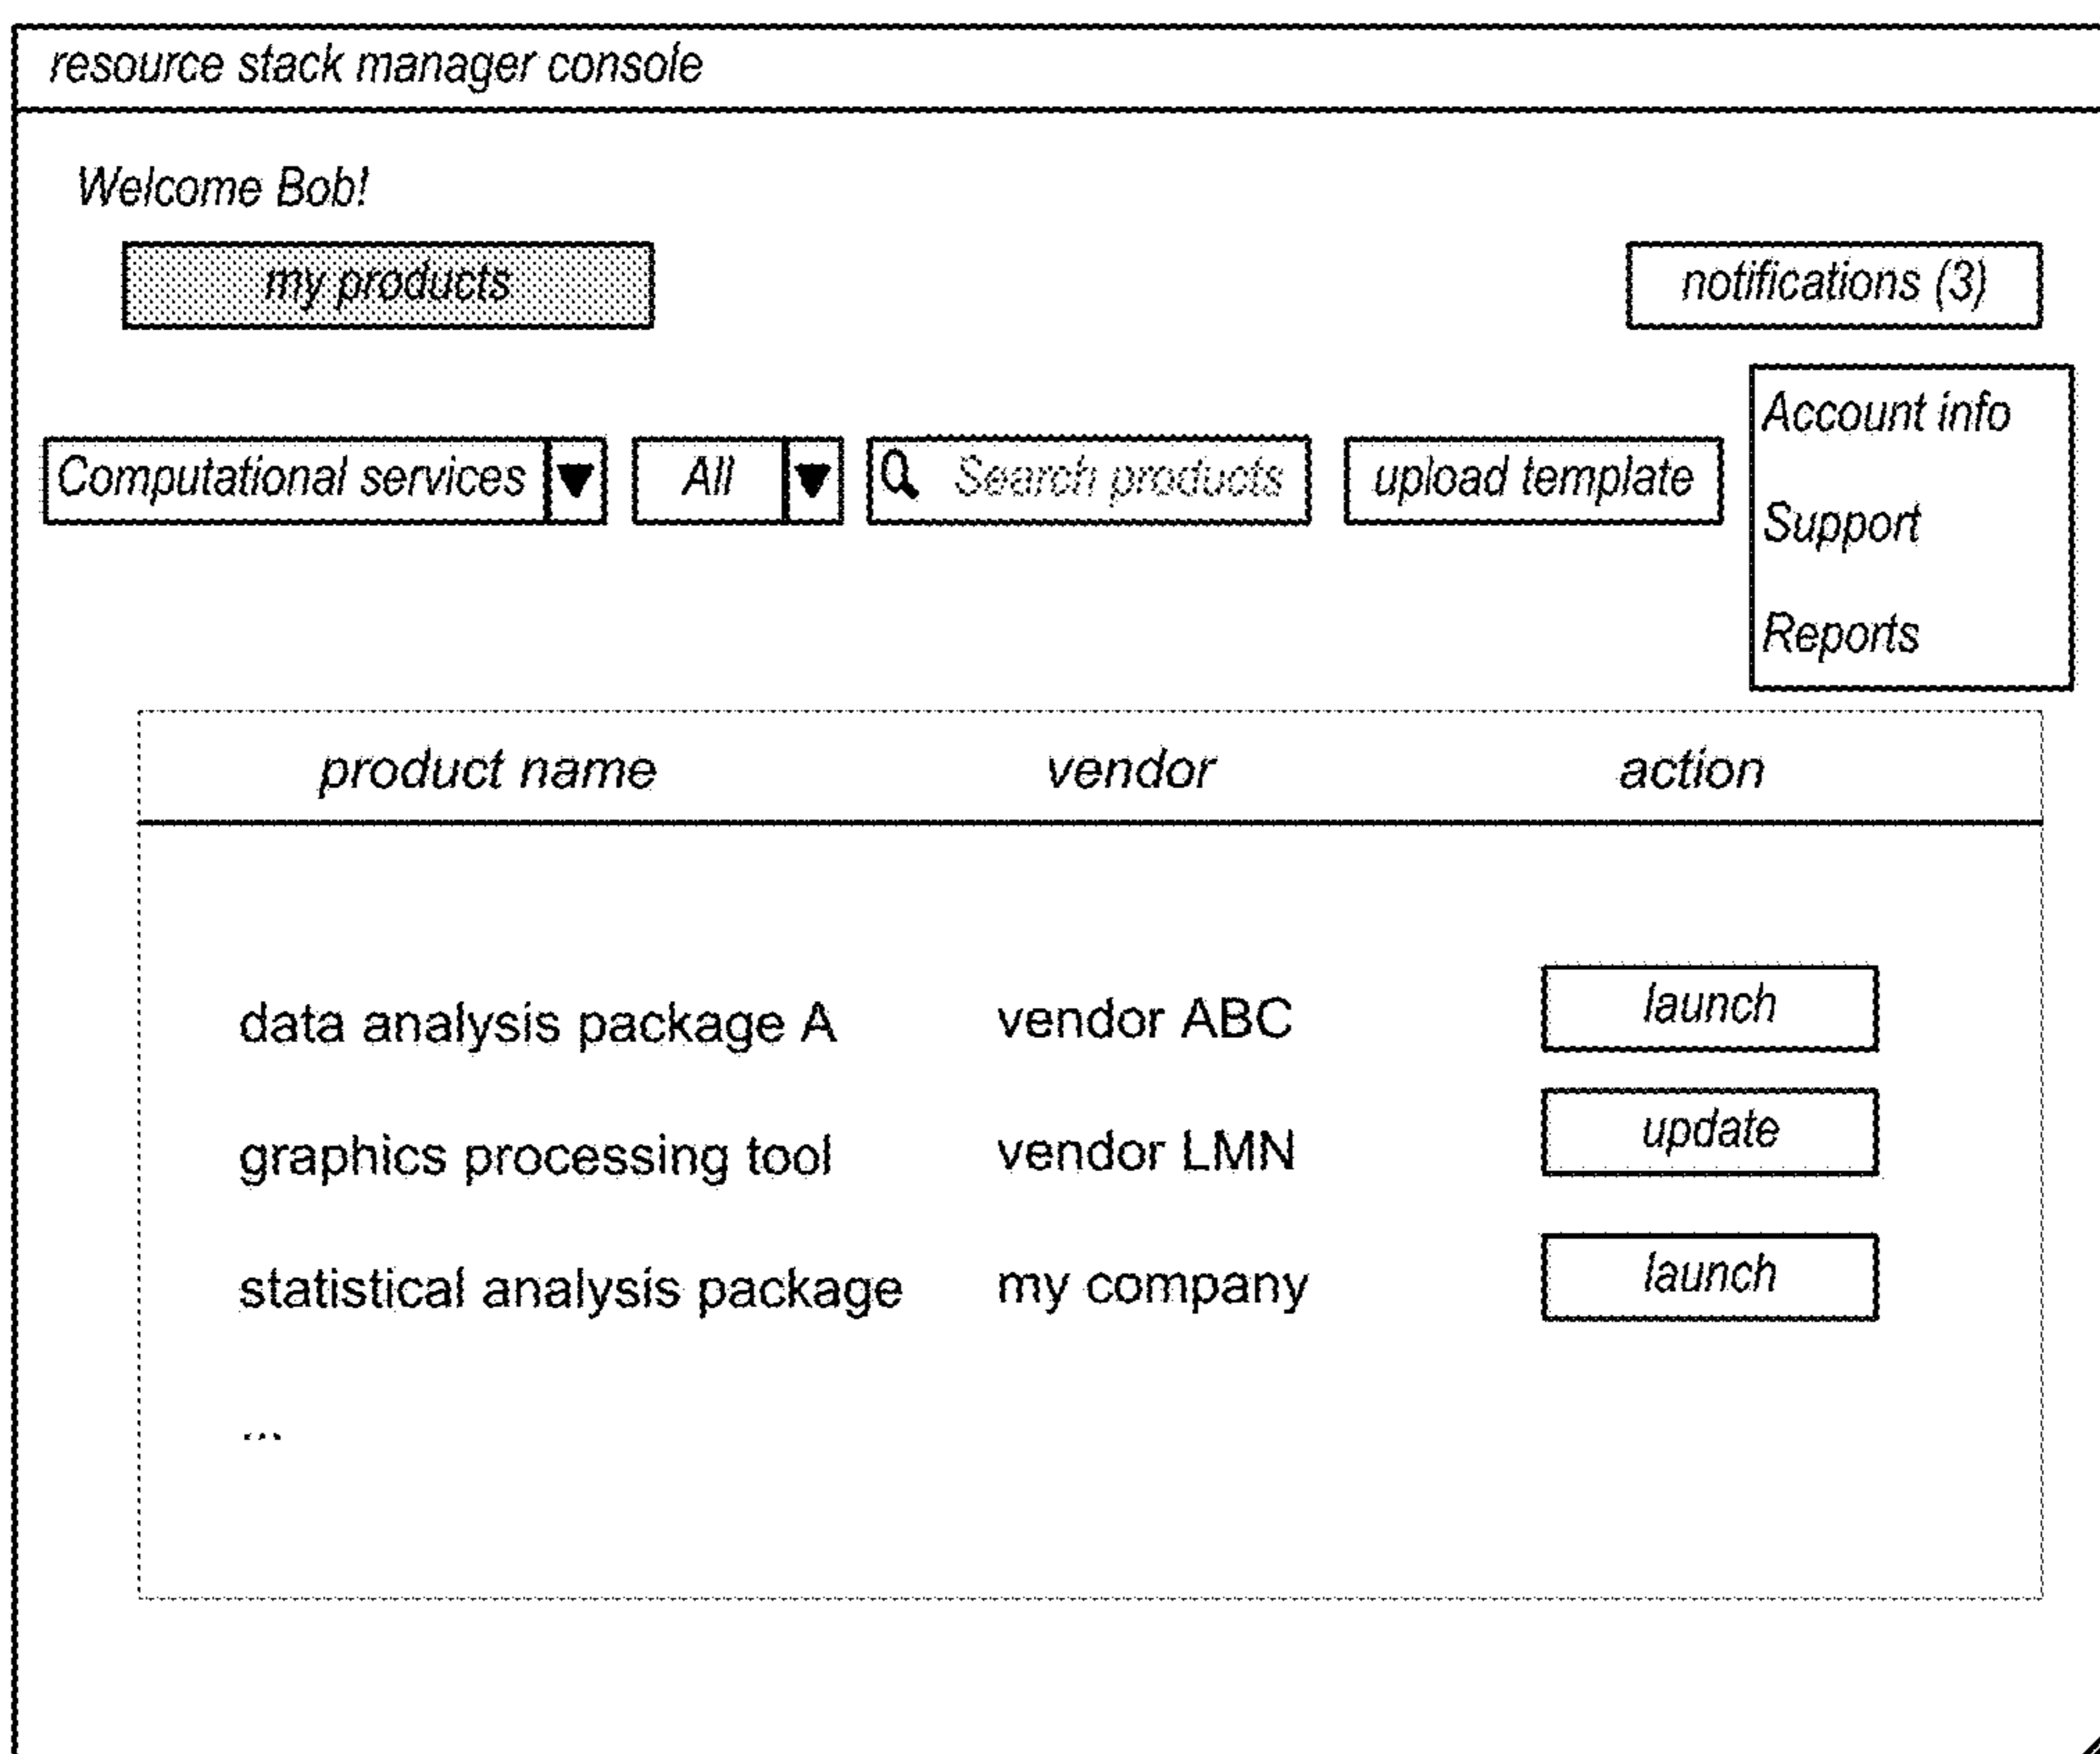 resource stack manager console
Welcome Bob!
my products
notifications (3)
Computational services
All
Search products
upload template
Account info
Support
Reports
product name vendor action
data analysis package A vendor ABC launch
graphics processing tool vendor LMN update
statistical analysis package my company launch
...